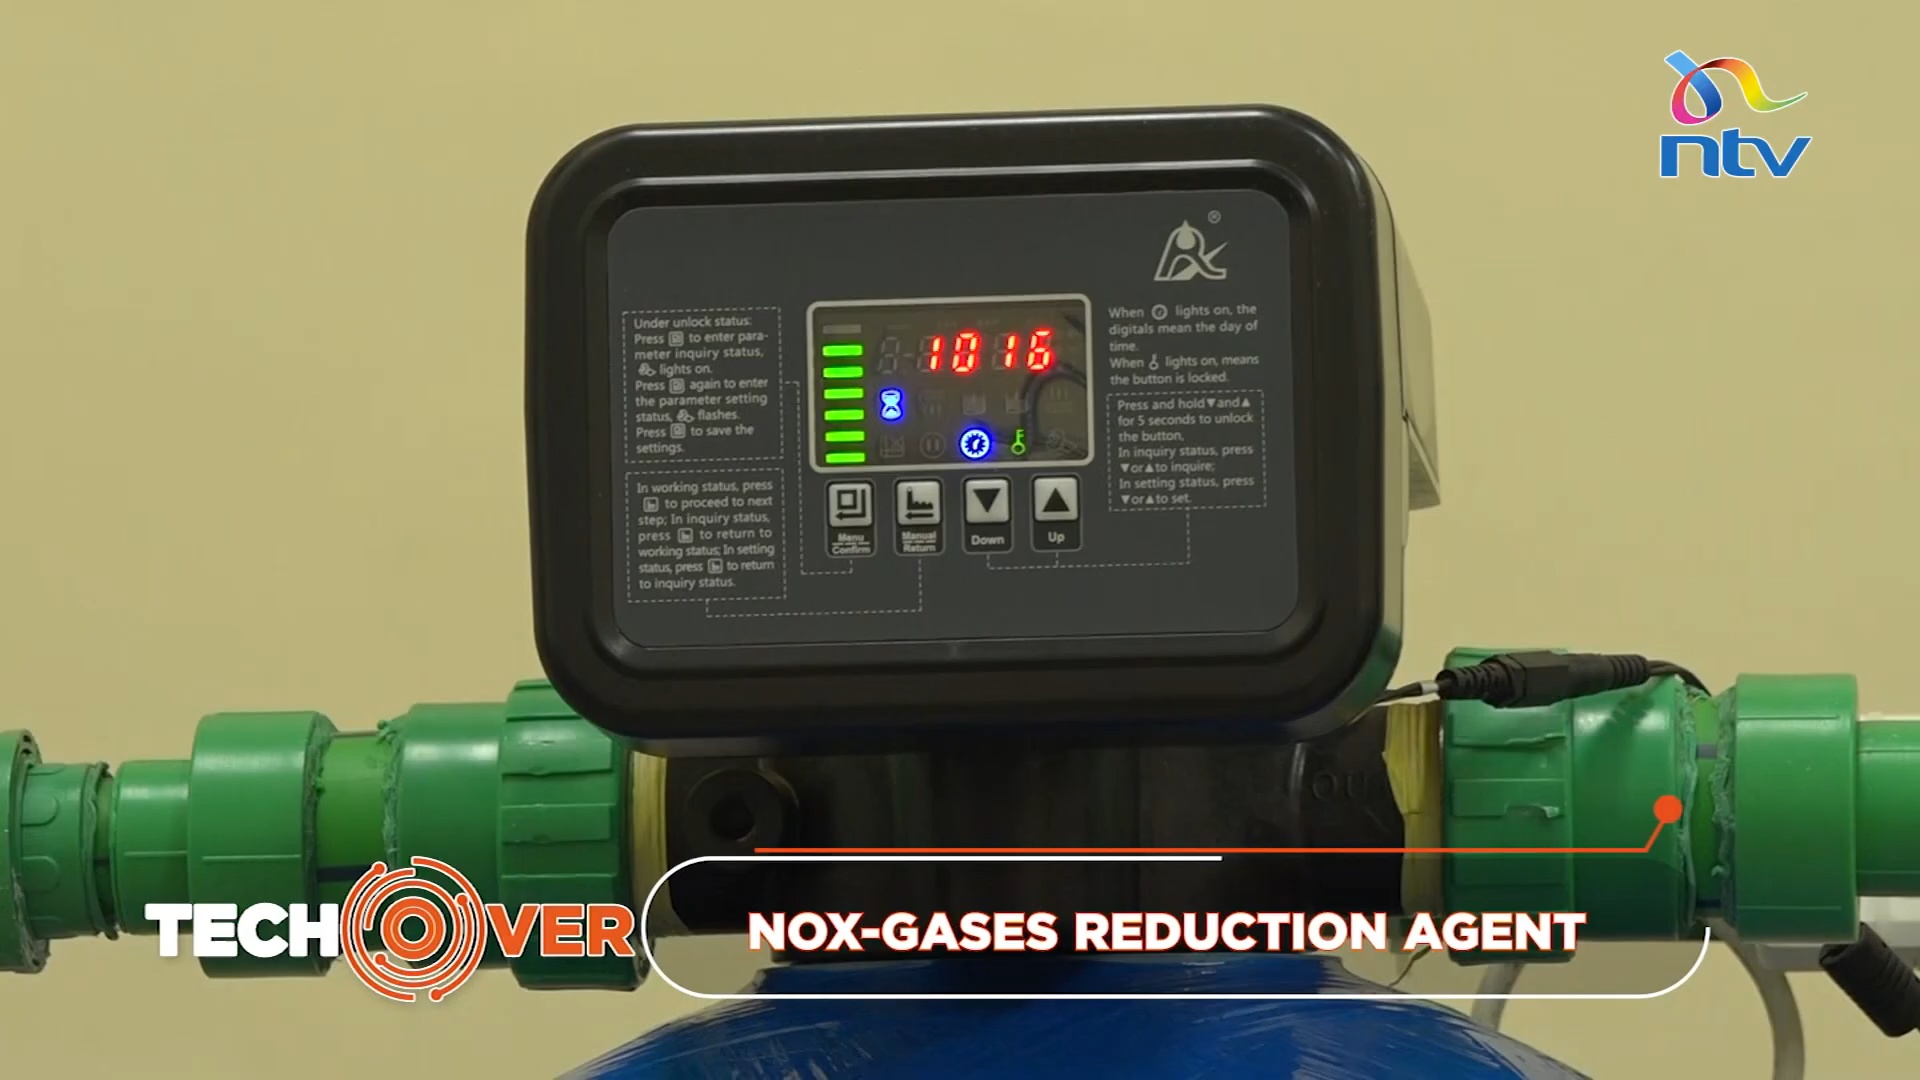 ntv
®
Under unlock status:
Press to enter para-
meter inquiry status,
lights on.
Press again to enter
the parameter setting
status, flashes.
Press to save the
settings.
In working status, press
to proceed to next
step; In inquiry status,
press to return to
working status; In setting
status, press to return
to inquiry status.
1016
Menu
Confirm
Manual
Return
Down
Up
When lights on, the
digitals mean the day of
time.
When lights on, means
the button is locked.
Press and hold▼and▲
for 5 seconds to unlock
the button,
In inquiry status, press
▼or▲to inquire;
In setting status, press
▼or▲to set.
TECHOVER
NOX-GASES REDUCTION AGENT